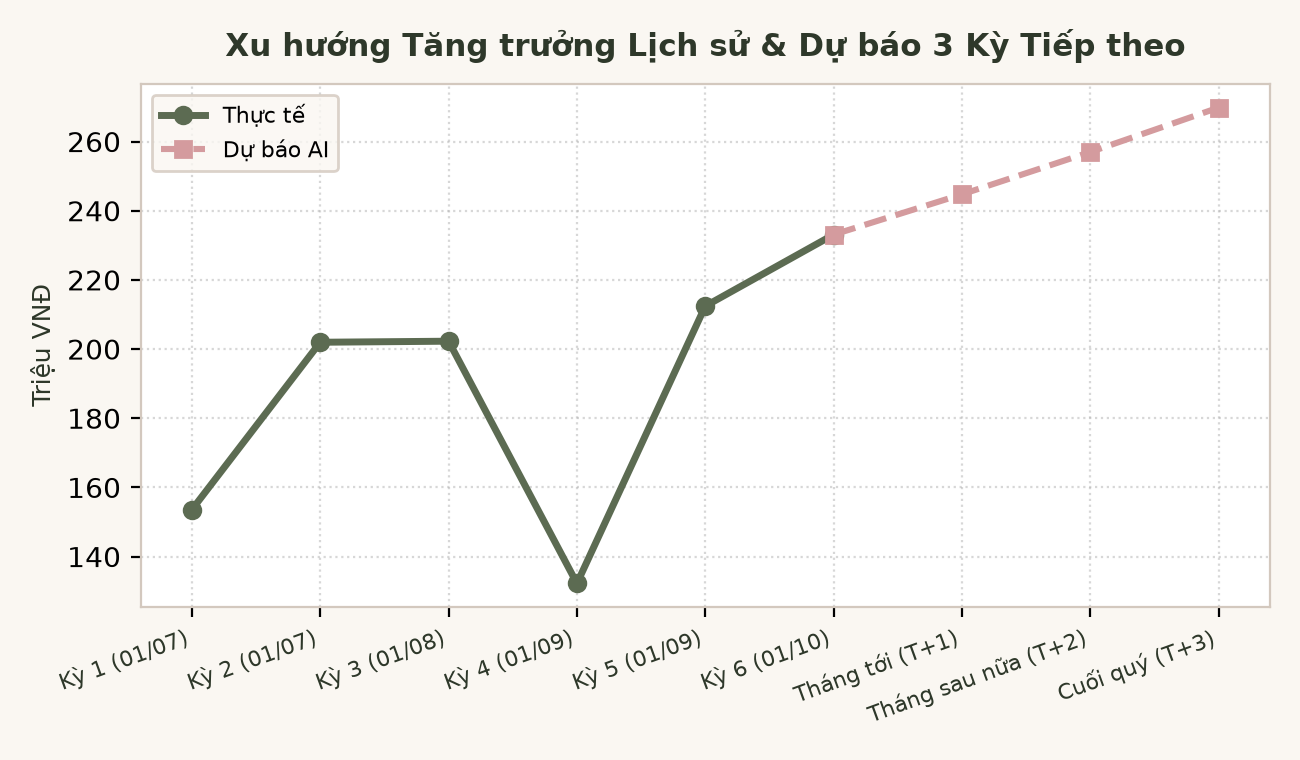 Xu hướng Tăng trưởng Lịch sử & Dự báo 3 Kỳ Tiếp theo
Thực tế
Dự báo AI
Triệu VNĐ
260
240
220
200
180
160
140
Kỳ 1 (01/07)
Kỳ 2 (01/07)
Kỳ 3 (01/08)
Kỳ 4 (01/09)
Kỳ 5 (01/09)
Kỳ 6 (01/10)
Tháng tới (T+1)
Tháng sau nữa (T+2)
Cuối quý (T+3)